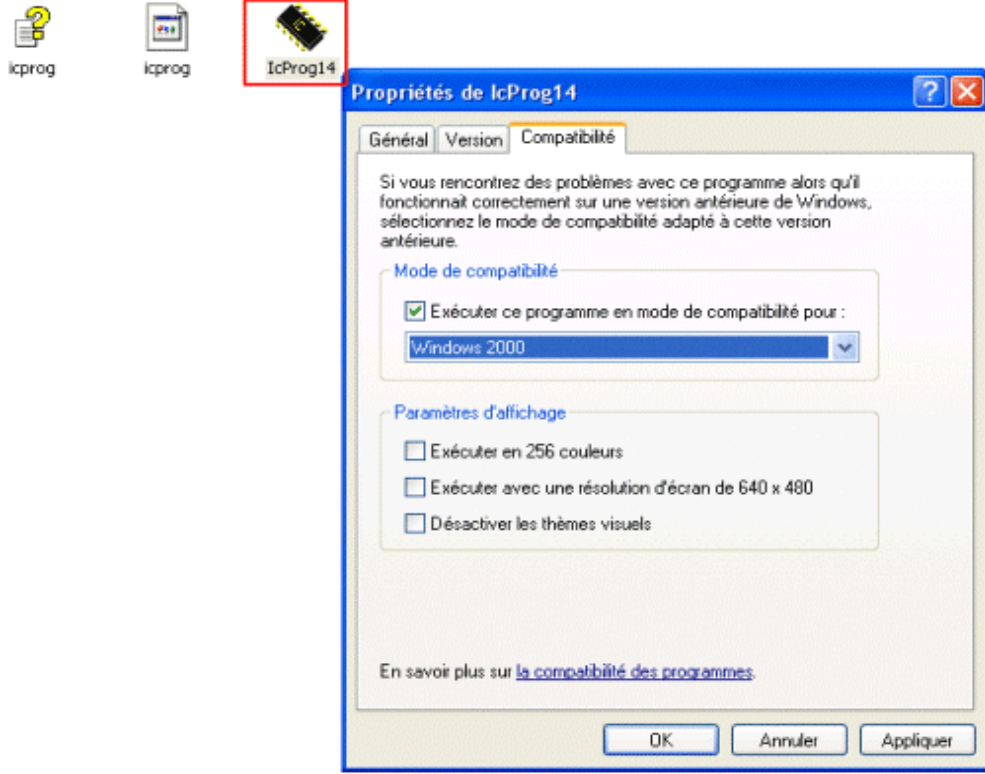 icprog
icprog
IcProg14
Propriétés de IcProg14
Général
Version
Compatibilité
Si vous rencontrez des problèmes avec ce programme alors qu'il
fonctionnait correctement sur une version antérieure de Windows,
sélectionnez le mode de compatibilité adapté à cette version
antérieure.
Mode de compatibilité
Exécuter ce programme en mode de compatibilité pour :
Windows 2000
Paramètres d'affichage
Exécuter en 256 couleurs
Exécuter avec une résolution d'écran de 640 x 480
Désactiver les thèmes visuels
En savoir plus sur la compatibilité des programmes.
OK
Annuler
Appliquer